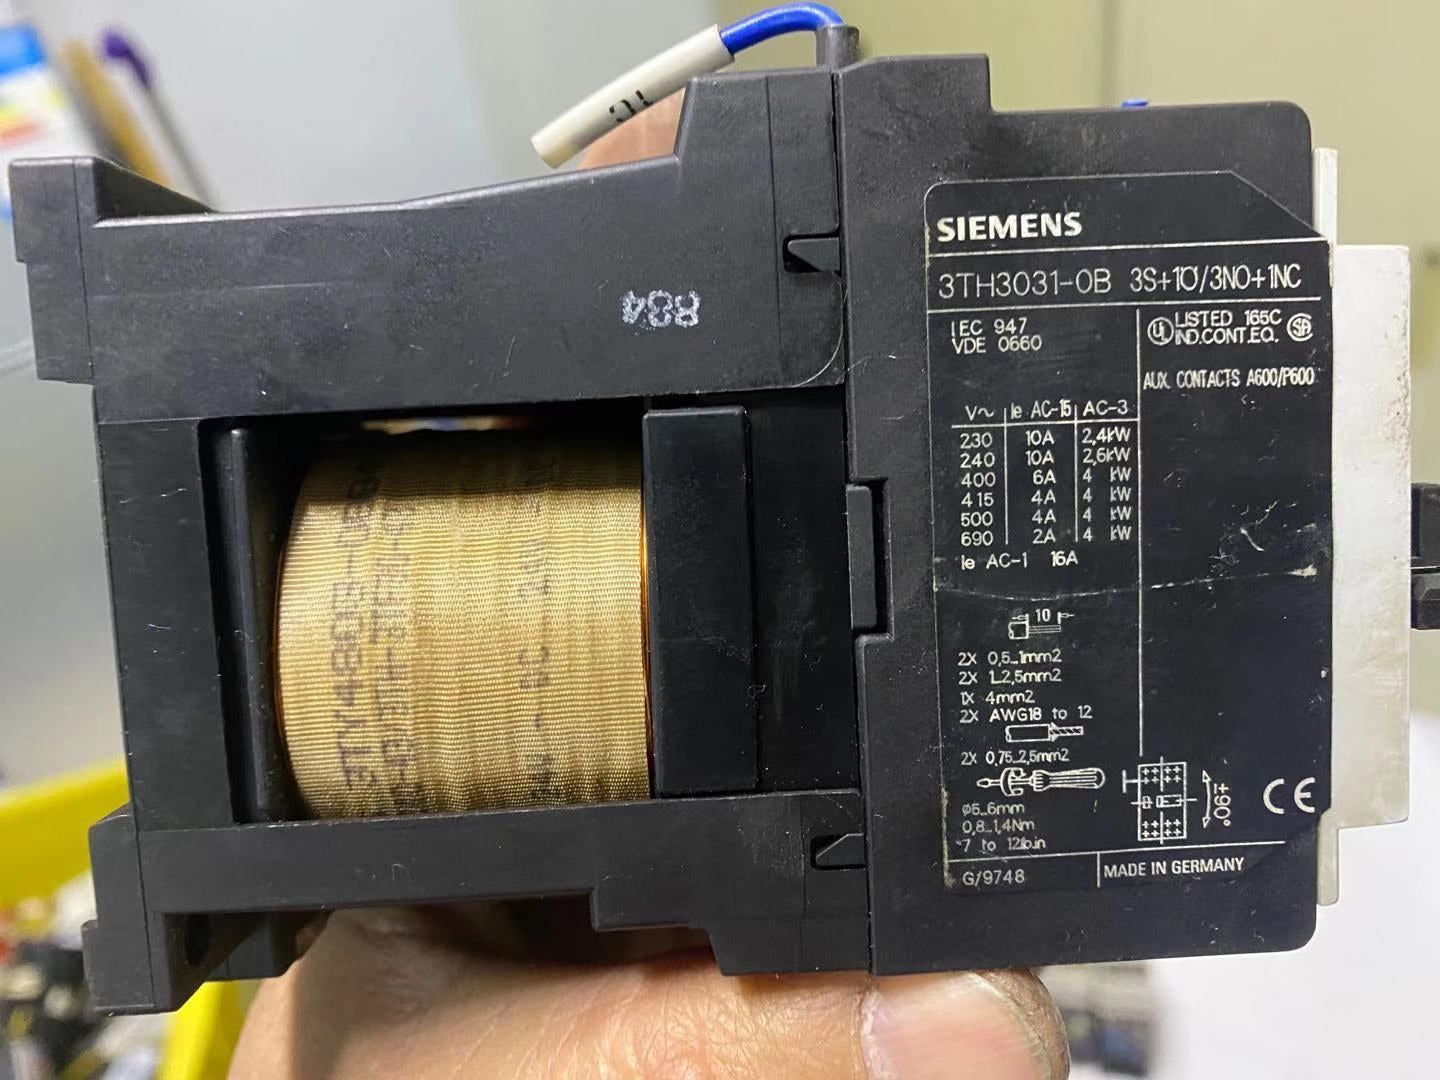 SIEMENS
3TH3031-0B 3S+1Ö/3NO+1NC
IEC 947
VDE 0660
UL LISTED 165C
IND.CONT.EQ. SA
AUX. CONTACTS A600/P600
V~ Ie AC-15 AC-3
230 10A 2,4kW
240 10A 2,6kW
400 6A 4 kW
415 4A 4 kW
500 4A 4 kW
690 2A 4 kW
Ie AC-1 16A
10
2X 0,5...1mm2
2X 1...2,5mm2
1X 4mm2
2X AWG18 to 12
2X 0,75...2,5mm2
Ø5...6mm
0,8...1,4Nm
7 to 12lb.in
±90°
CE
G/9748
MADE IN GERMANY
884